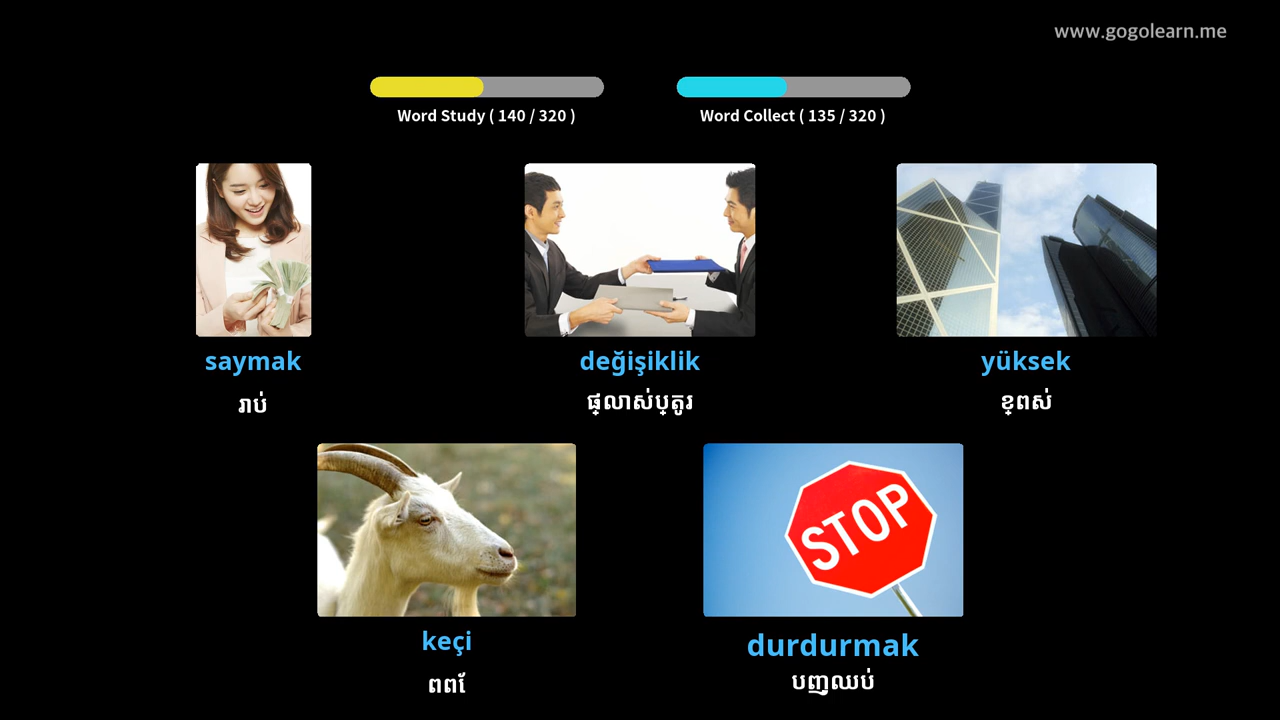 www.gogolearn.me
Word Study ( 140 / 320 )
Word Collect ( 135 / 320 )
saymak
değişiklik
yüksek
រាប់
ផ្លាស់ប្តូរ
ខ្ពស់
STOP
keçi
durdurmak
ពពែ
បញ្ឈប់